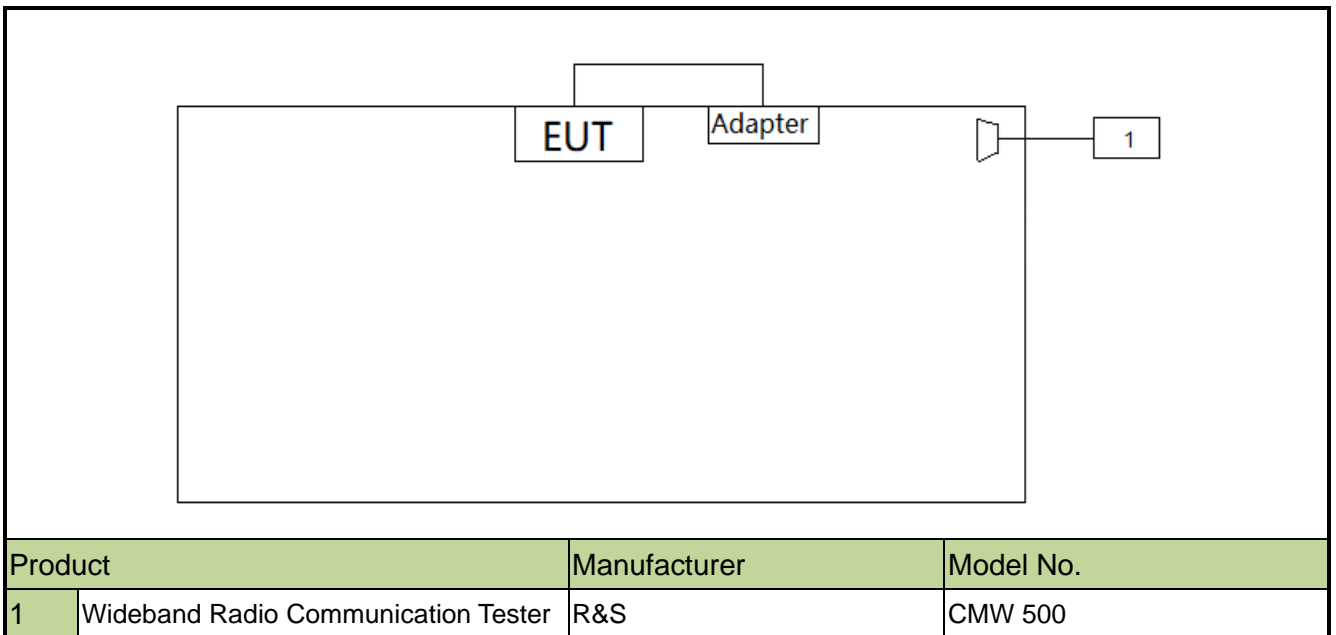 EUT
Adapter
1
Product Manufacturer Model No.
1 Wideband Radio Communication Tester R&S CMW 500